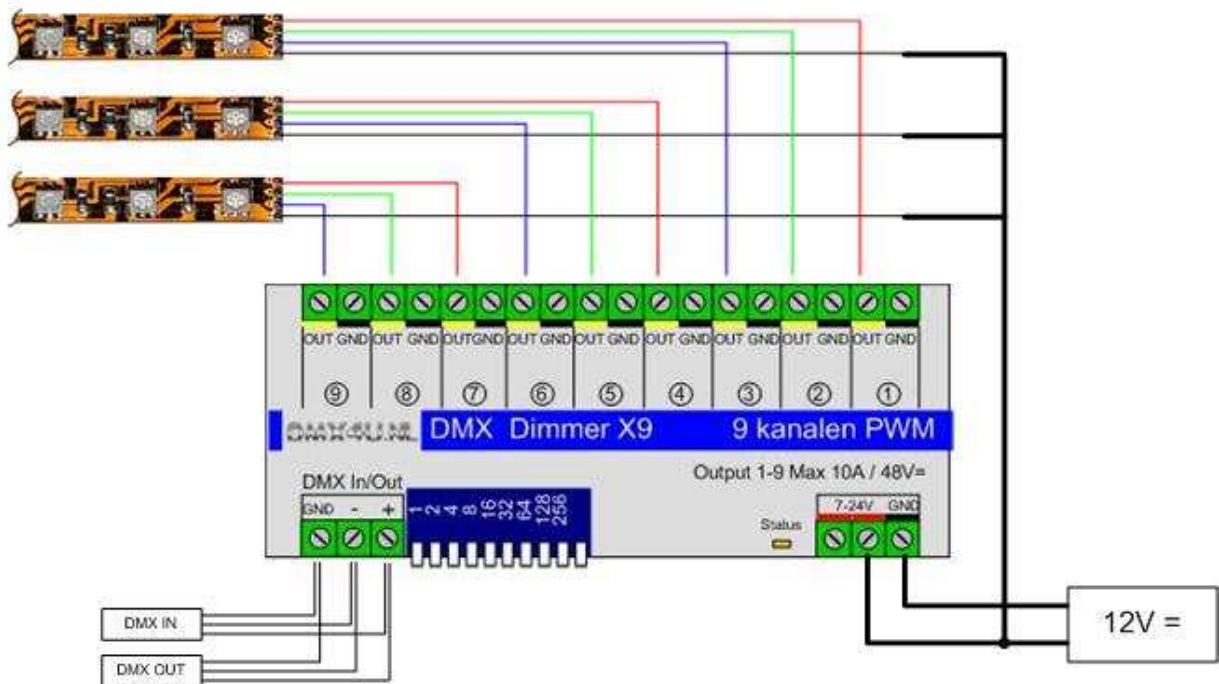 OUT GND OUT GND OUT GND OUT GND OUT GND OUT GND OUT GND OUT GND OUT GND
9 8 7 6 5 4 3 2 1
DMX4U.NL DMX Dimmer X9 9 kanalen PWM
Output 1-9 Max 10A / 48V=
DMX In/Out
GND - +
1 2 4 8 16 32 64 128 256
Status
7-24V GND
DMX IN
DMX OUT
12V =